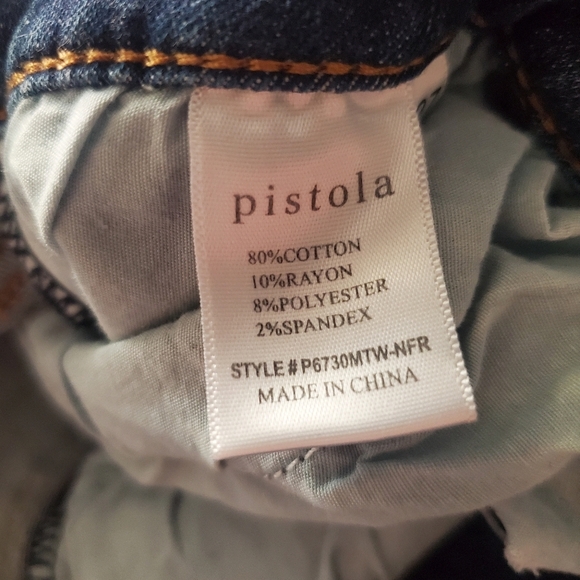 pistola
80%COTTON
10%RAYON
8%POLYESTER
2%SPANDEX
STYLE#P6730MTW-NFR
MADE IN CHINA